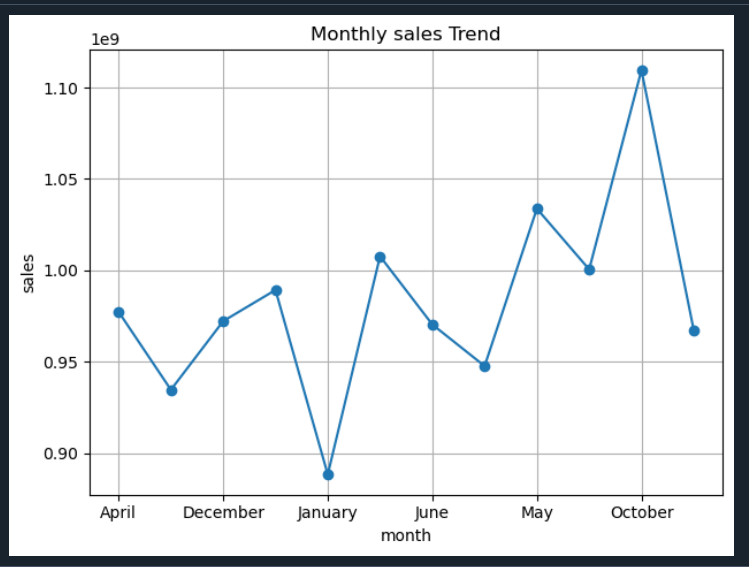 Monthly sales Trend
1e9
1.10
1.05
1.00
0.95
0.90
sales
April December January June May October
month